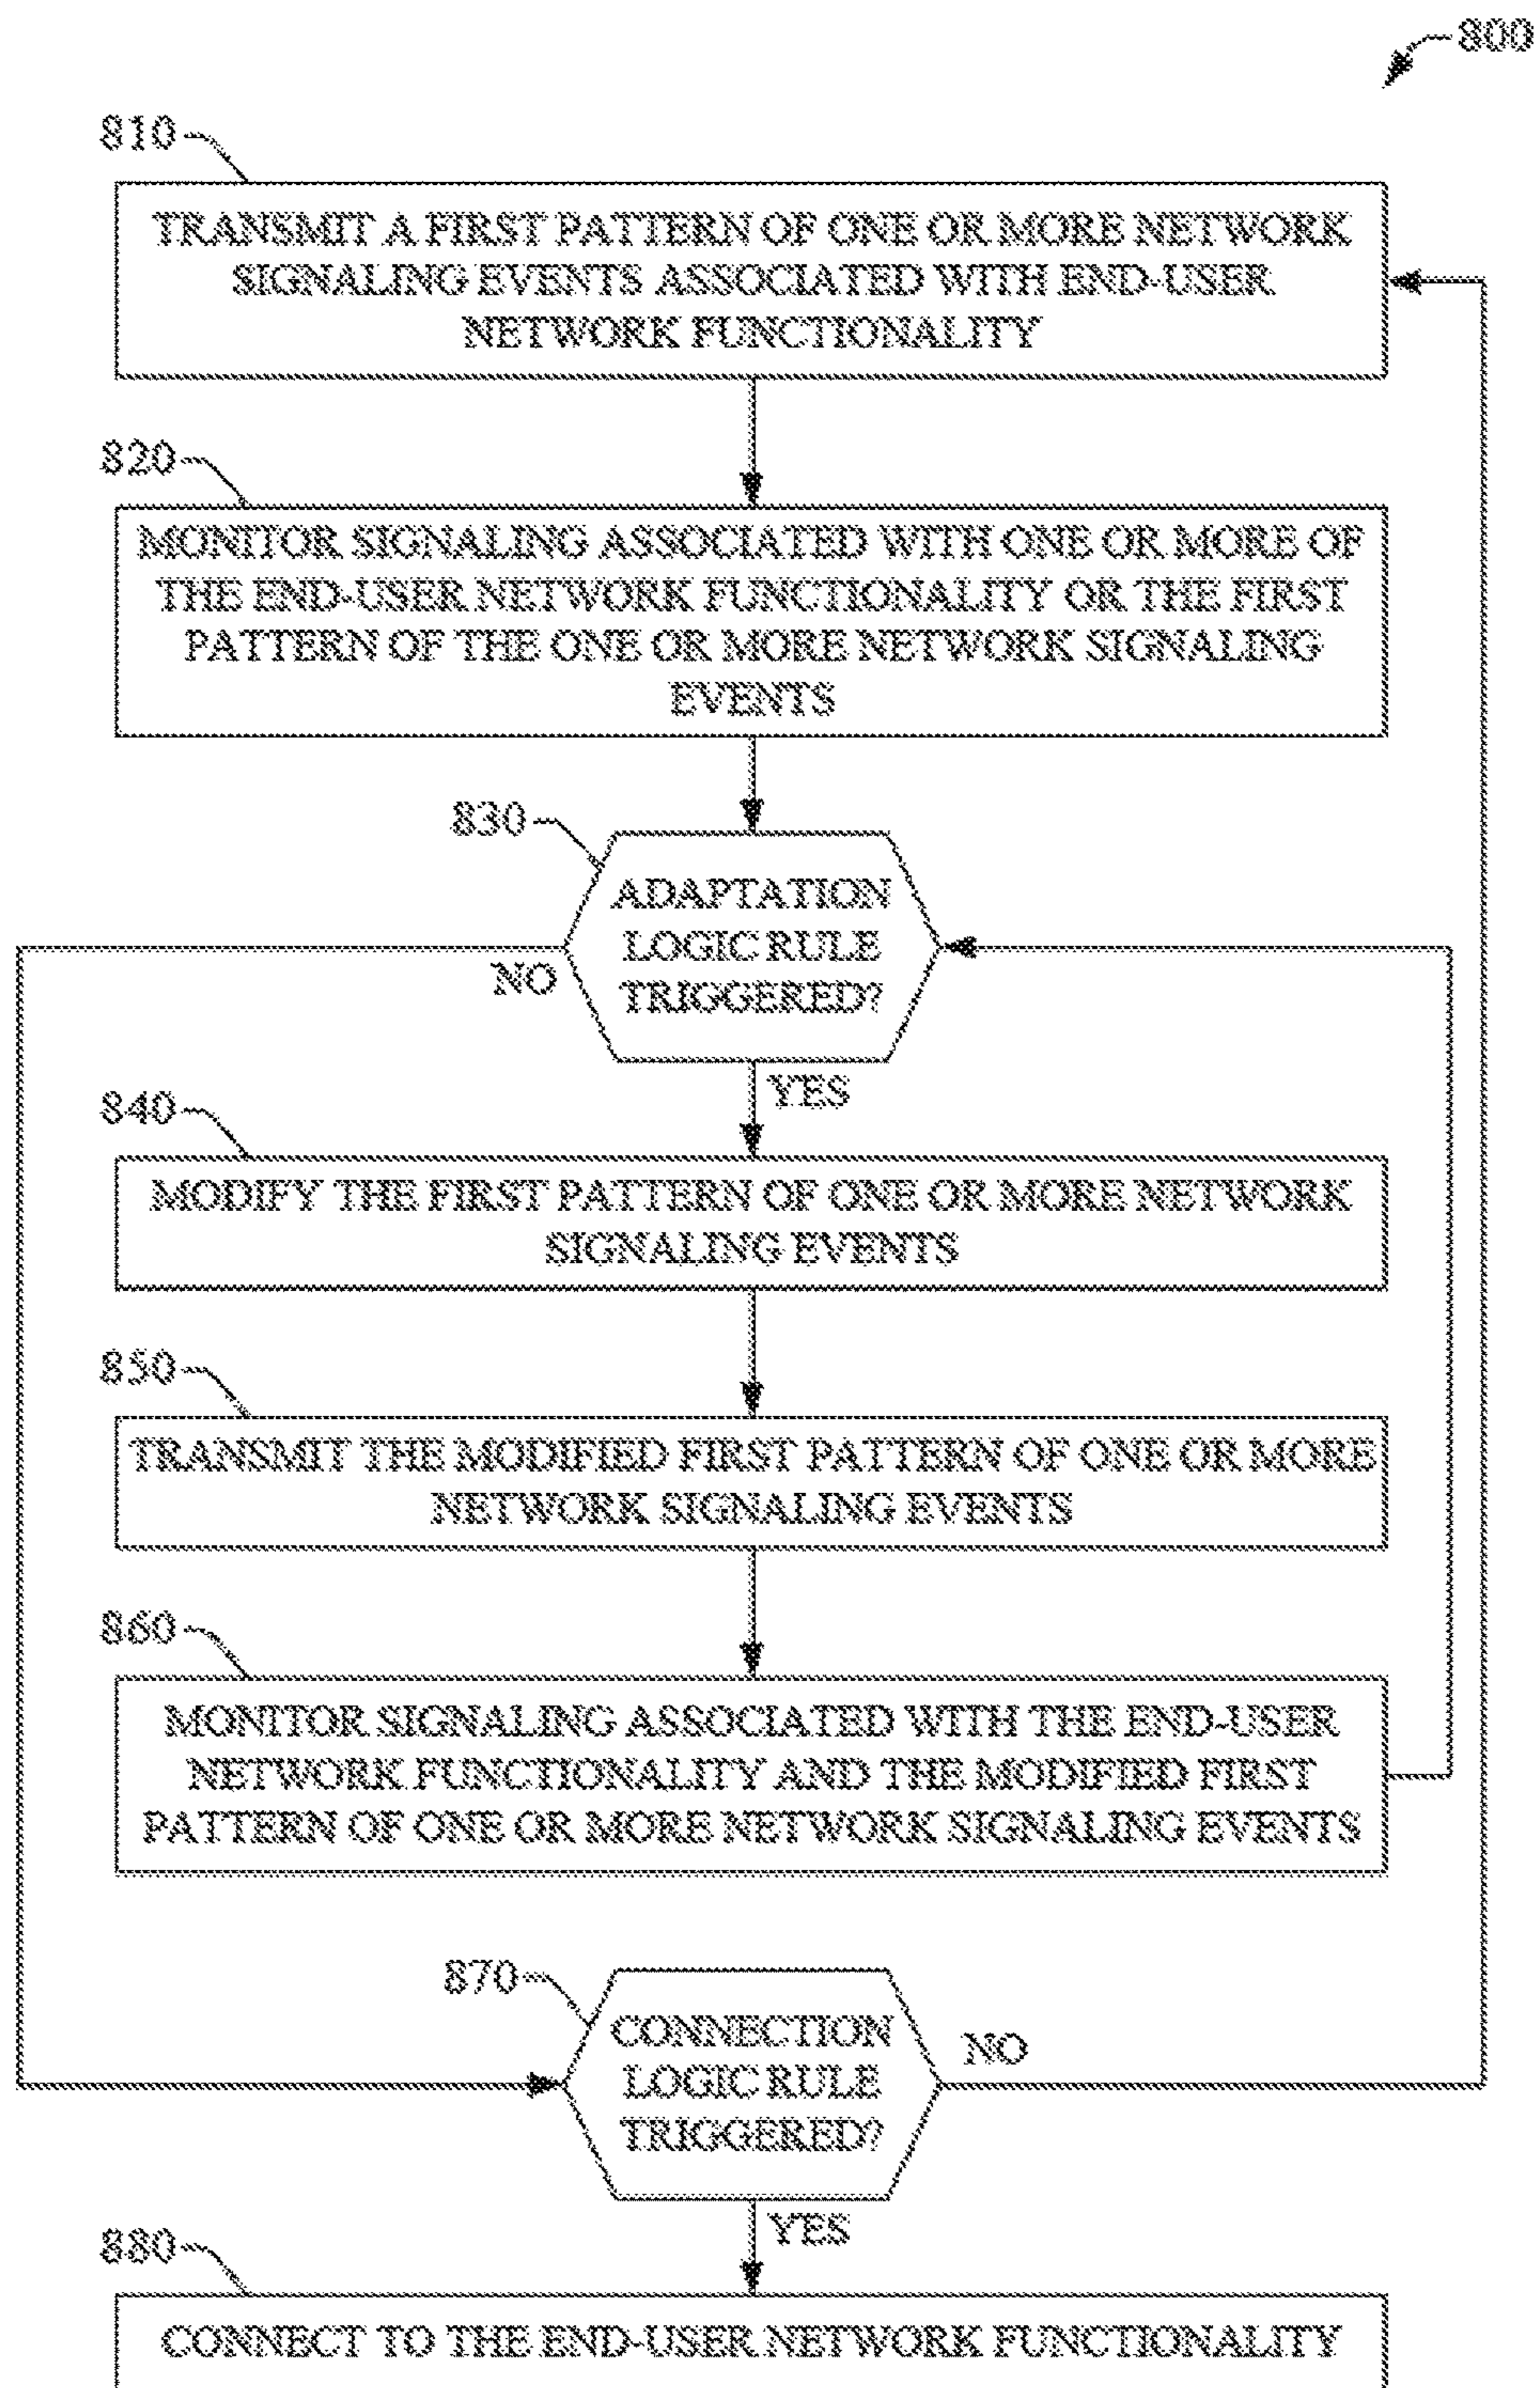 800
810
TRANSMIT A FIRST PATTERN OF ONE OR MORE NETWORK
SIGNALING EVENTS ASSOCIATED WITH END-USER
NETWORK FUNCTIONALITY
820
MONITOR SIGNALING ASSOCIATED WITH ONE OR MORE OF
THE END-USER NETWORK FUNCTIONALITY OR THE FIRST
PATTERN OF THE ONE OR MORE NETWORK SIGNALING
EVENTS
830
ADAPTATION
LOGIC RULE
TRIGGERED?
NO
YES
840
MODIFY THE FIRST PATTERN OF ONE OR MORE NETWORK
SIGNALING EVENTS
850
TRANSMIT THE MODIFIED FIRST PATTERN OF ONE OR MORE
NETWORK SIGNALING EVENTS
860
MONITOR SIGNALING ASSOCIATED WITH THE END-USER
NETWORK FUNCTIONALITY AND THE MODIFIED FIRST
PATTERN OF ONE OR MORE NETWORK SIGNALING EVENTS
870
CONNECTION
LOGIC RULE
TRIGGERED?
NO
YES
880
CONNECT TO THE END-USER NETWORK FUNCTIONALITY